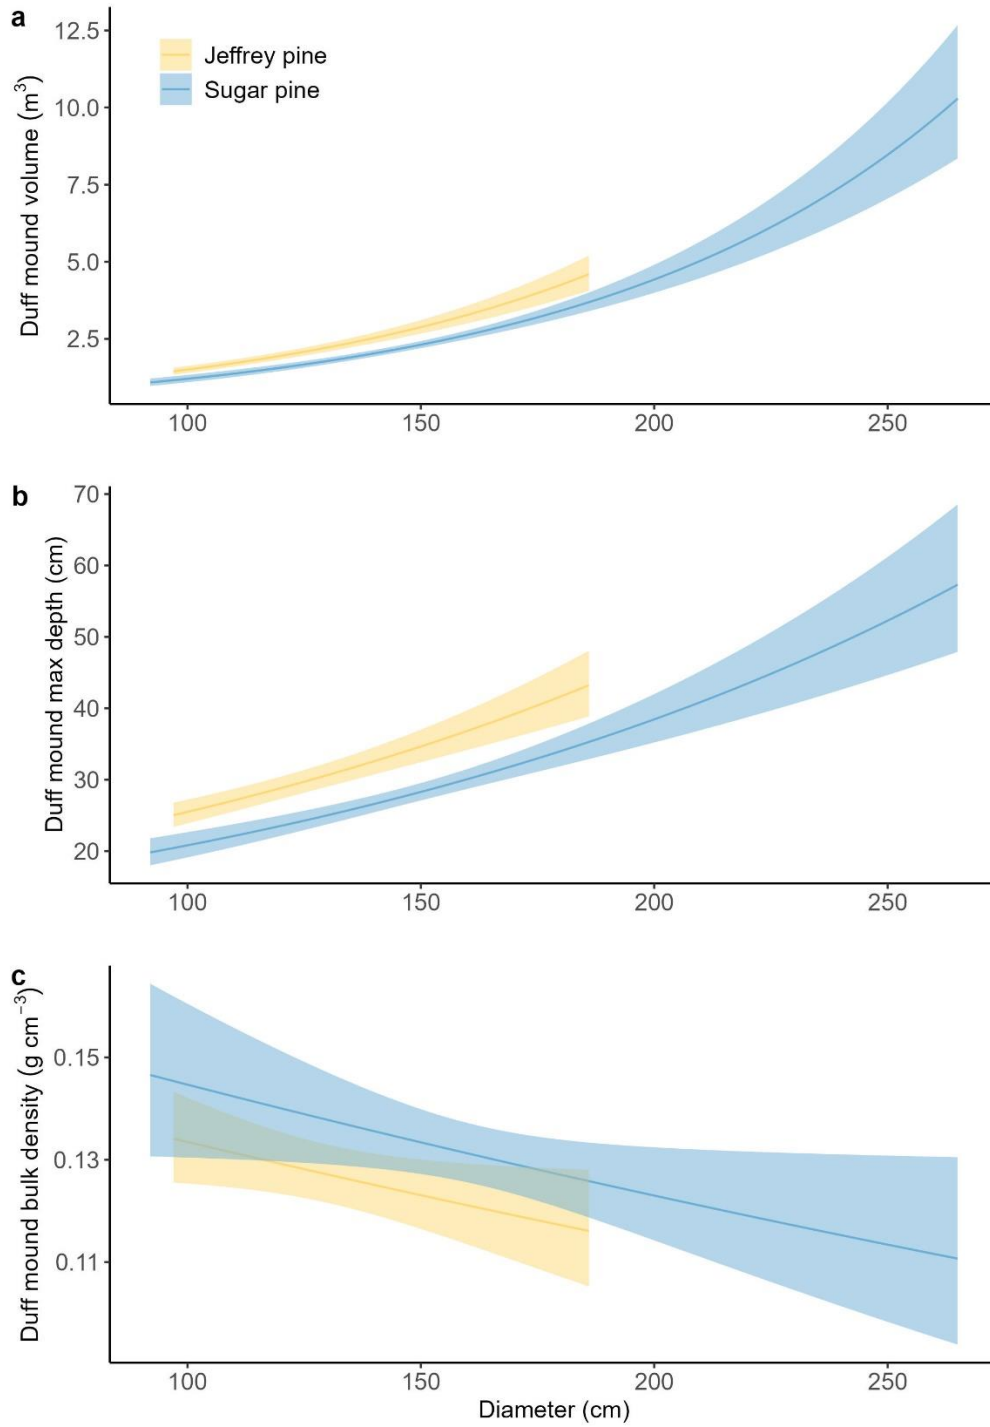 a
Duff mound volume (m³)
12.5
10.0
7.5
5.0
2.5
Jeffrey pine
Sugar pine
100 150 200 250
b
Duff mound max depth (cm)
70
60
50
40
30
20
100 150 200 250
c
Duff mound bulk density (g cm⁻³)
0.15
0.13
0.11
100 150 200 250
Diameter (cm)